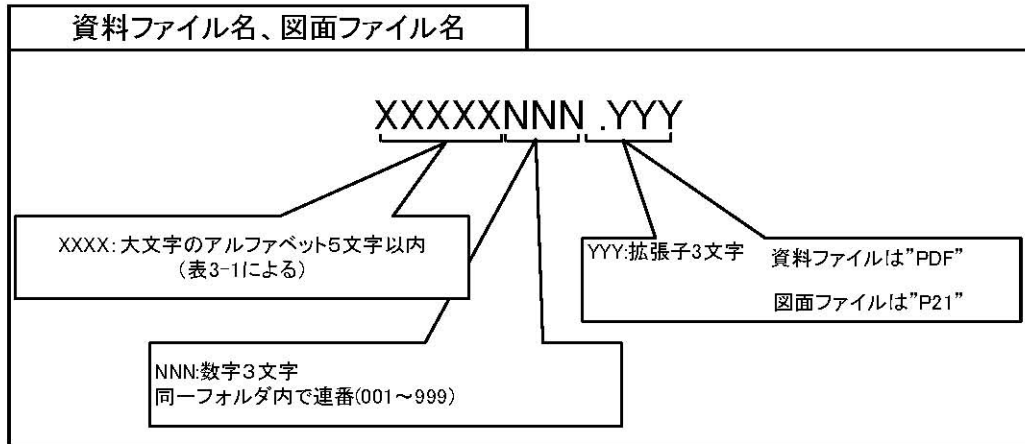 資料ファイル名、図面ファイル名
XXXXXNNN .YYY
XXXX:大文字のアルファベット5文字以内
(表3-1による)
YYY:拡張子3文字 資料ファイルは”PDF”
図面ファイルは”P21”
NNN:数字3文字
同一フォルダ内で連番(001～999)